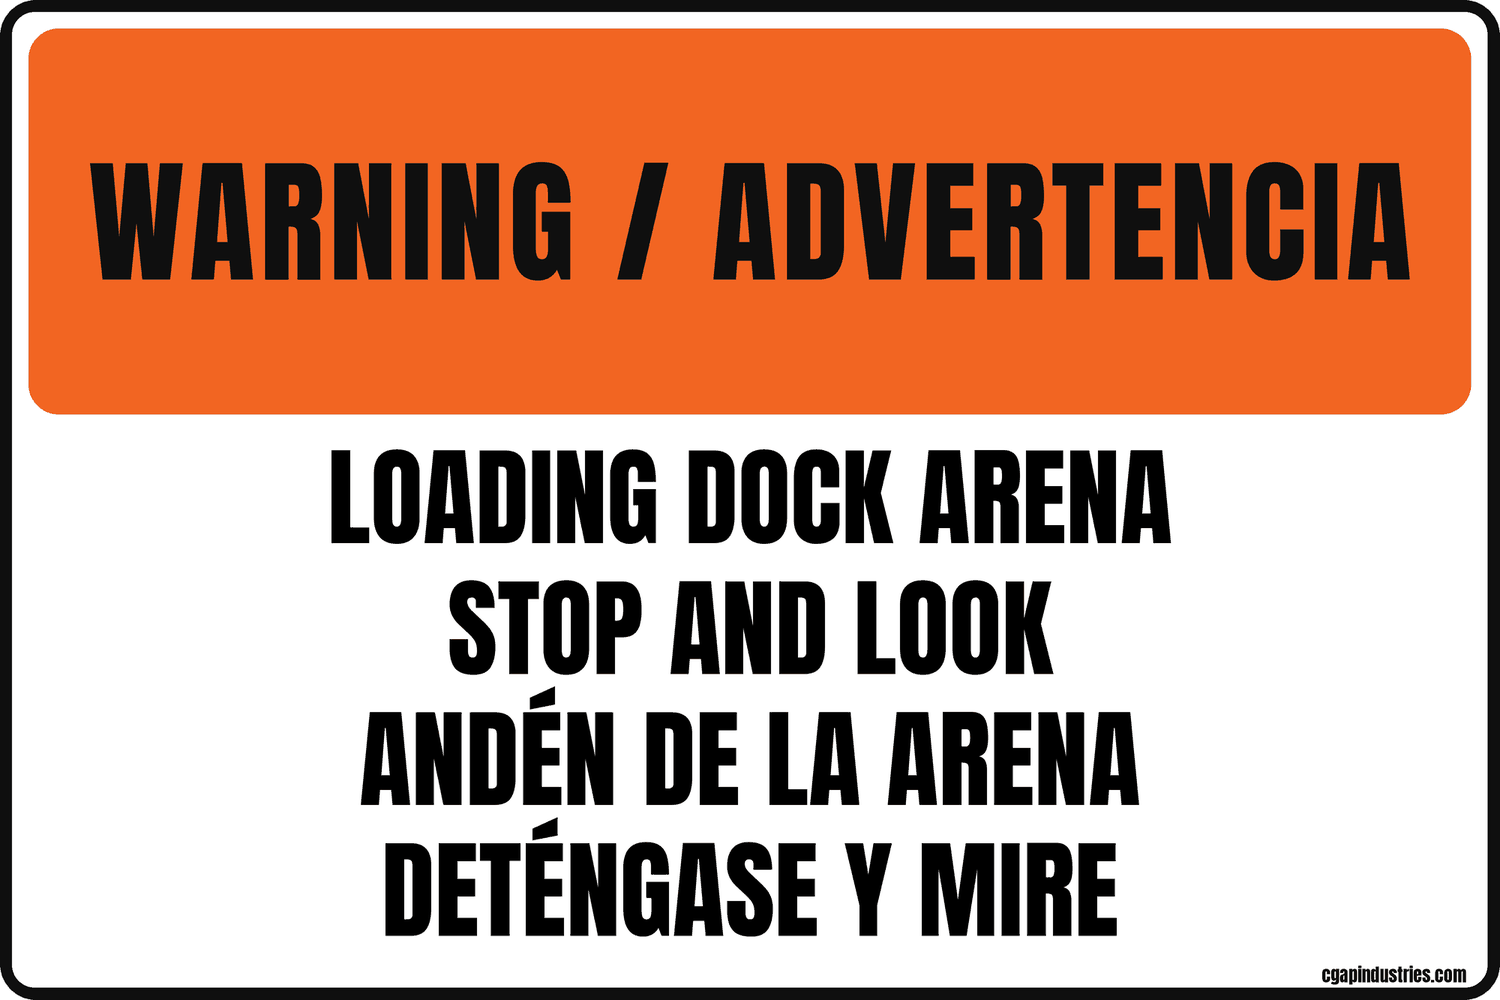 WARNING / ADVERTENCIA
LOADING DOCK ARENA
STOP AND LOOK
ANDÉN DE LA ARENA
DETÉNGASE Y MIRE
cgapindustries.com